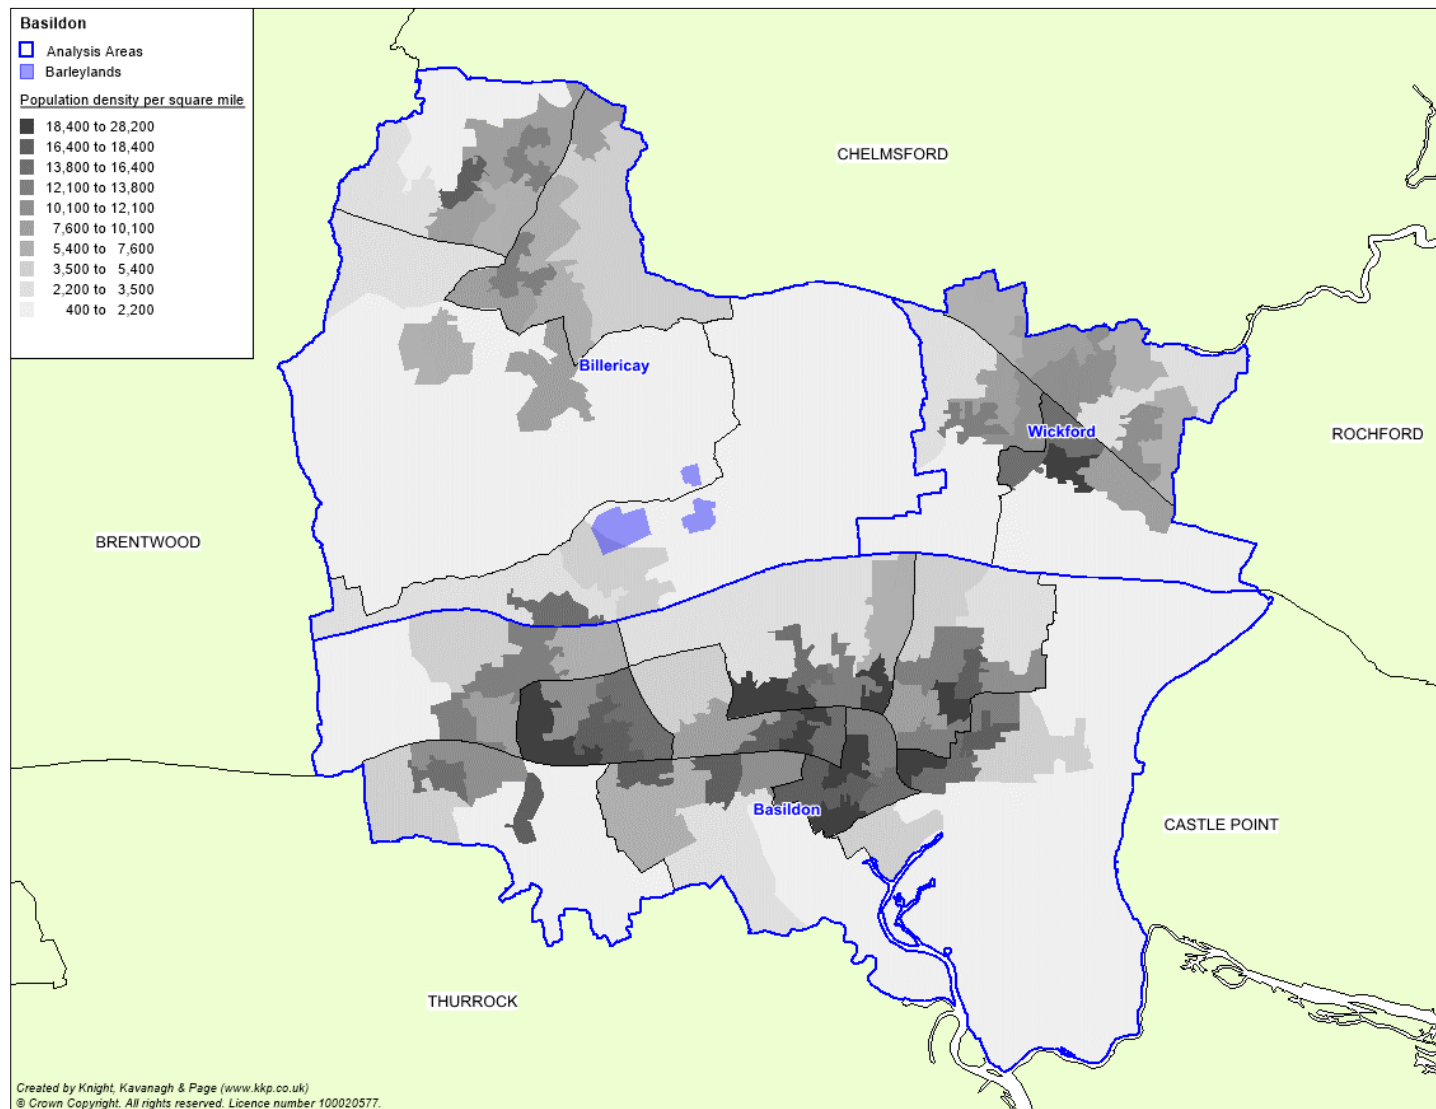 Basildon
Analysis Areas
Barleylands
Population density per square mile
18,400 to 28,200
16,400 to 18,400
13,800 to 16,400
12,100 to 13,800
10,100 to 12,100
7,600 to 10,100
5,400 to 7,600
3,500 to 5,400
2,200 to 3,500
400 to 2,200
CHELMSFORD
Billericay
Wickford
ROCHFORD
BRENTWOOD
Basildon
CASTLE POINT
THURROCK
Created by Knight, Kavanagh & Page (www.kkp.co.uk)
© Crown Copyright. All rights reserved. Licence number 100020577.